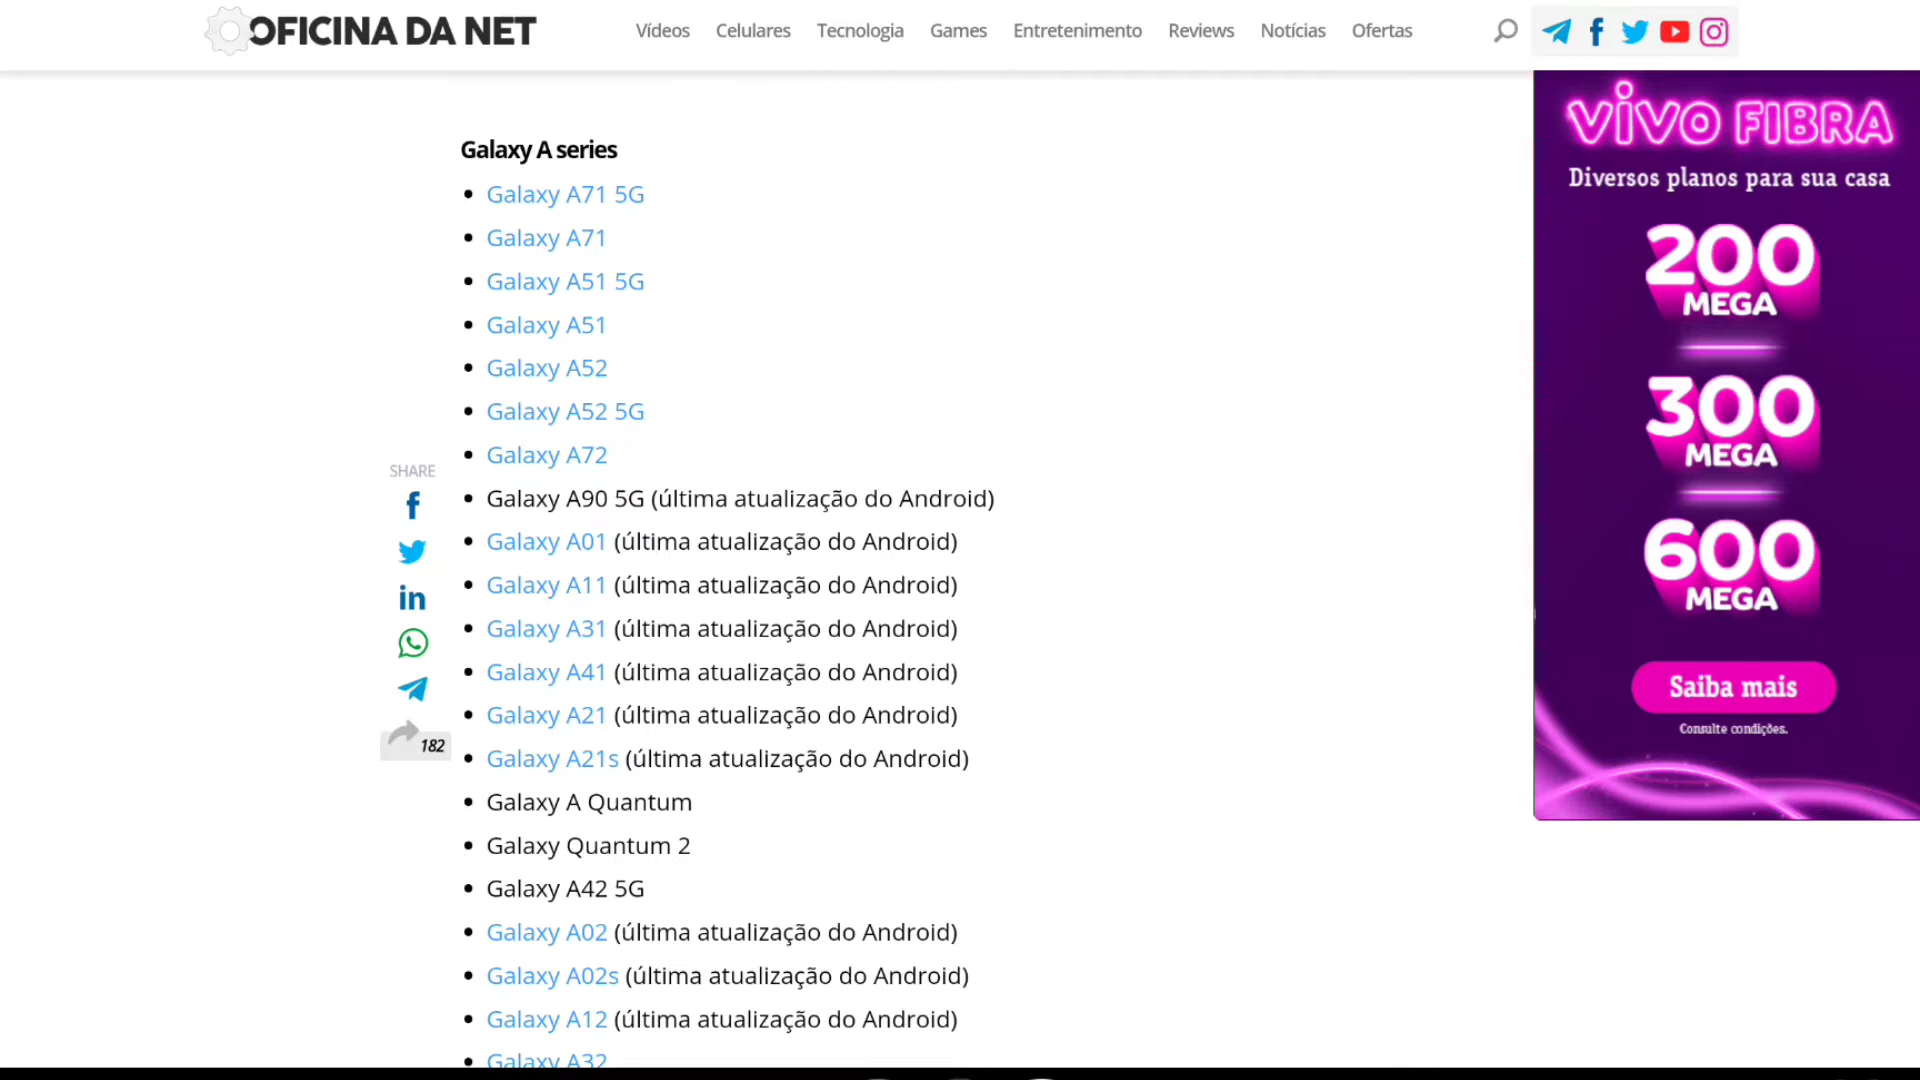 OFICINA DA NET
Vídeos
Celulares
Tecnologia
Games
Entretenimento
Reviews
Notícias
Ofertas
Galaxy A series
Galaxy A71 5G
Galaxy A71
Galaxy A51 5G
Galaxy A51
Galaxy A52
Galaxy A52 5G
Galaxy A72
Galaxy A90 5G (última atualização do Android)
Galaxy A01 (última atualização do Android)
Galaxy A11 (última atualização do Android)
Galaxy A31 (última atualização do Android)
Galaxy A41 (última atualização do Android)
Galaxy A21 (última atualização do Android)
Galaxy A21s (última atualização do Android)
Galaxy A Quantum
Galaxy Quantum 2
Galaxy A42 5G
Galaxy A02 (última atualização do Android)
Galaxy A02s (última atualização do Android)
Galaxy A12 (última atualização do Android)
Galaxy A32
SHARE
182
vivo FIBRA
Diversos planos para sua casa
200
MEGA
300
MEGA
600
MEGA
Saiba mais
Consulte condições.